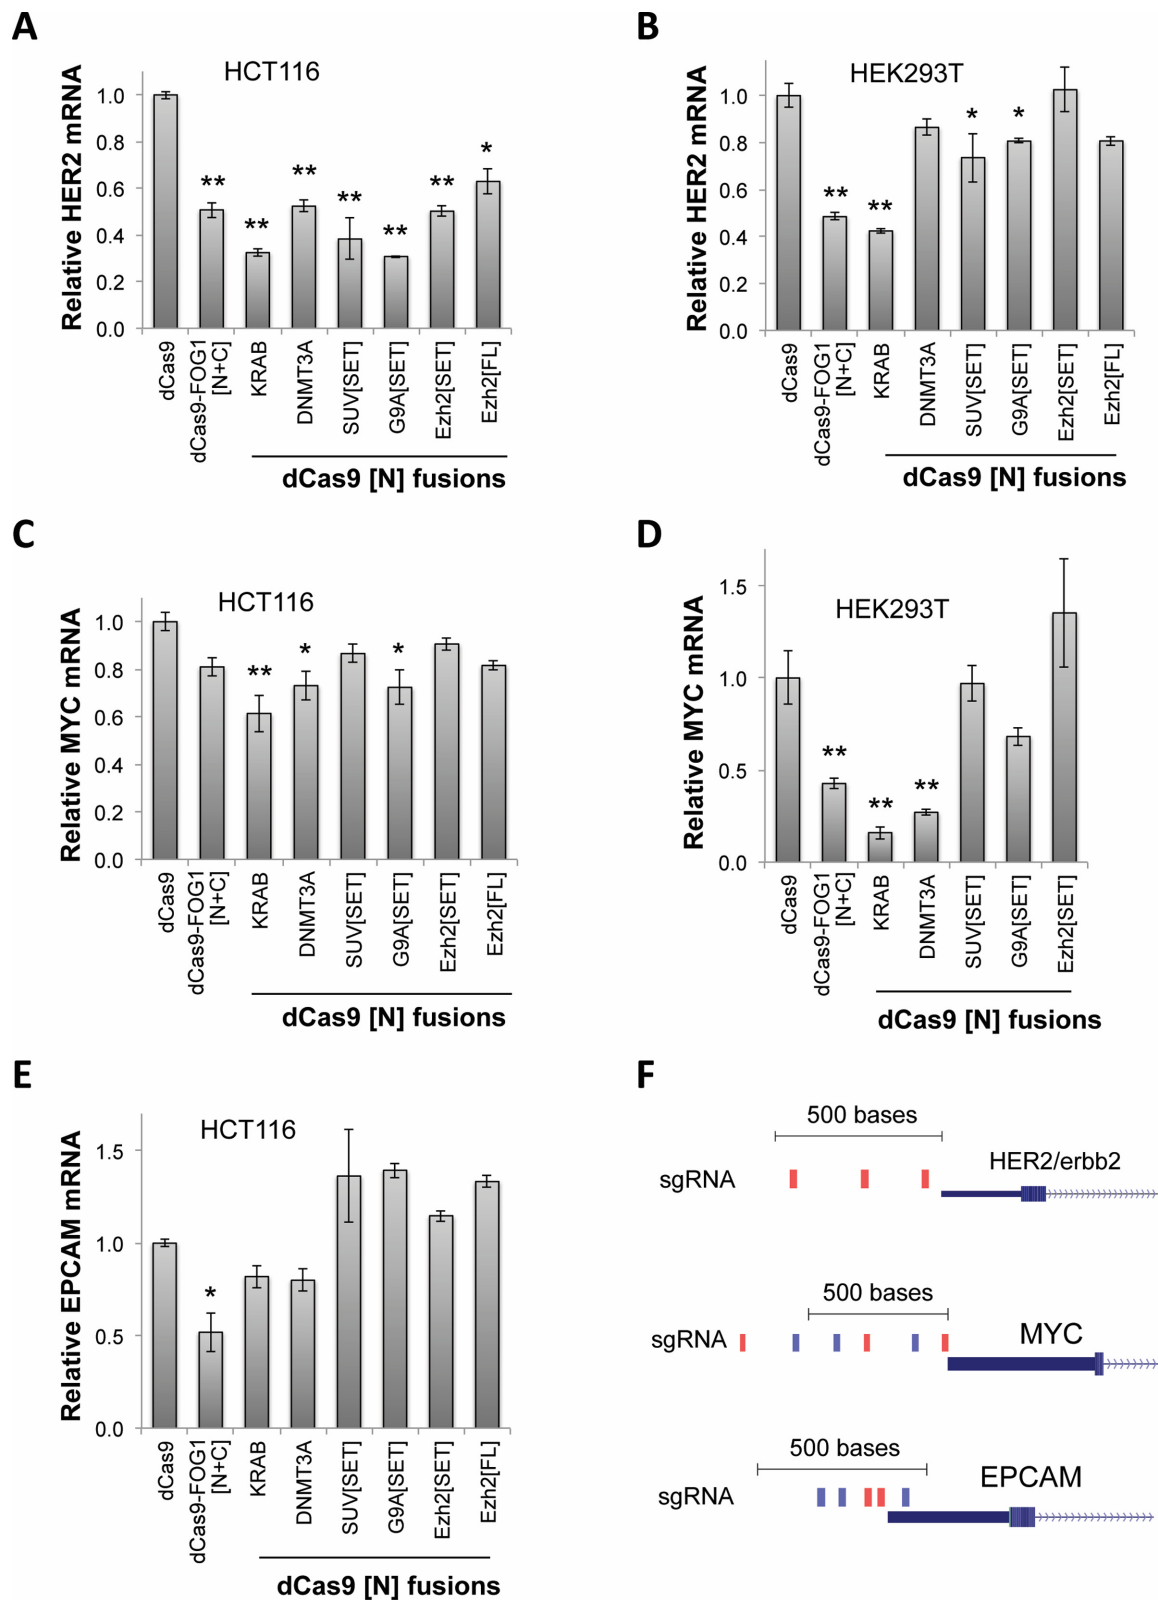 A
HCT116
Relative HER2 mRNA
1.0
0.8
0.6
0.4
0.2
0.0
**
**
**
**
**
**
*
dCas9
dCas9-FOG1
[N+C]
KRAB
DNMT3A
SUV[SET]
G9A[SET]
Ezh2[SET]
Ezh2[FL]
dCas9 [N] fusions
B
HEK293T
Relative HER2 mRNA
1.0
0.8
0.6
0.4
0.2
0.0
**
**
*
*
dCas9
dCas9-FOG1
[N+C]
KRAB
DNMT3A
SUV[SET]
G9A[SET]
Ezh2[SET]
Ezh2[FL]
dCas9 [N] fusions
C
HCT116
Relative MYC mRNA
1.0
0.8
0.6
0.4
0.2
0.0
**
*
*
dCas9
dCas9-FOG1
[N+C]
KRAB
DNMT3A
SUV[SET]
G9A[SET]
Ezh2[SET]
Ezh2[FL]
dCas9 [N] fusions
D
HEK293T
Relative MYC mRNA
1.5
1.0
0.5
0.0
**
**
**
dCas9
dCas9-FOG1
[N+C]
KRAB
DNMT3A
SUV[SET]
G9A[SET]
Ezh2[SET]
dCas9 [N] fusions
E
HCT116
Relative EPCAM mRNA
1.5
1.0
0.5
0.0
*
dCas9
dCas9-FOG1
[N+C]
KRAB
DNMT3A
SUV[SET]
G9A[SET]
Ezh2[SET]
Ezh2[FL]
dCas9 [N] fusions
F
500 bases
sgRNA
HER2/erbb2
500 bases
sgRNA
MYC
500 bases
sgRNA
EPCAM